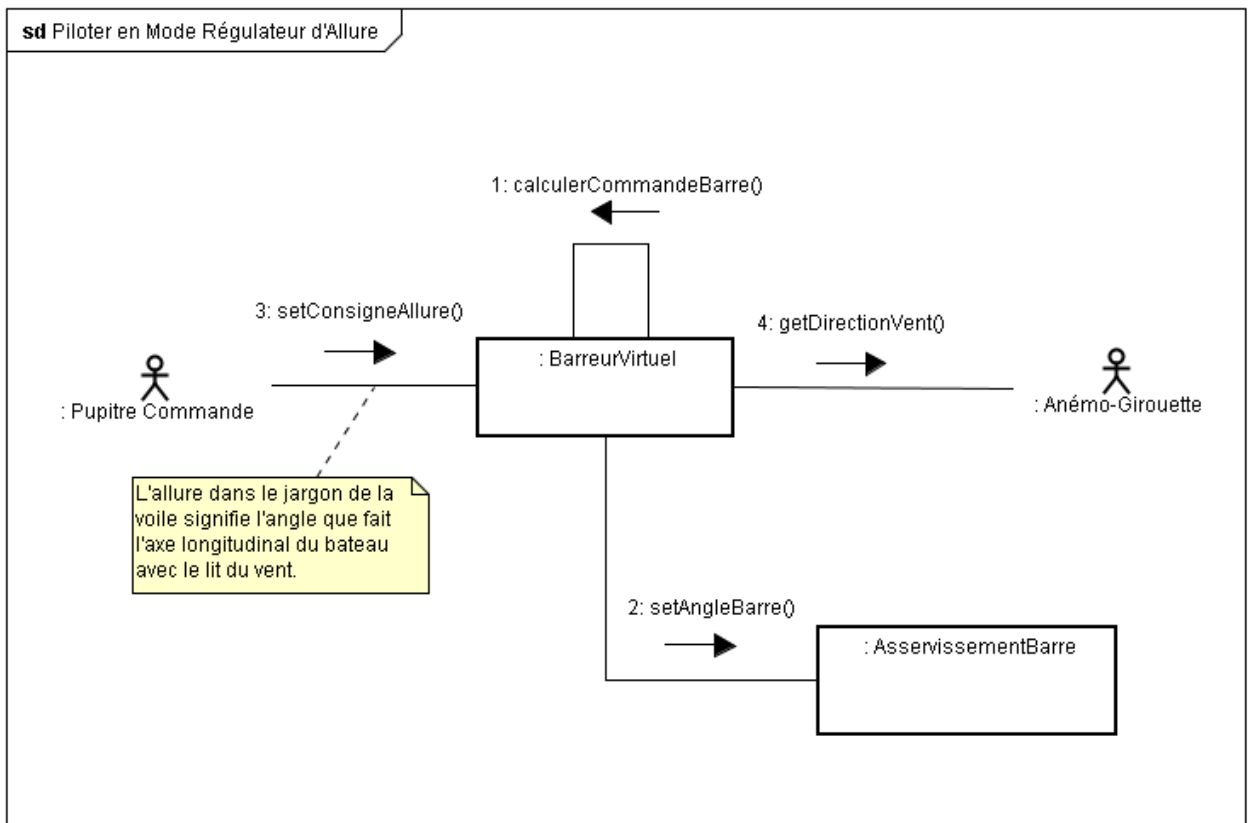 sd Piloter en Mode Régulateur d'Allure
1: calculerCommandeBarre()
3: setConsigneAllure()
4: getDirectionVent()
: BarreurVirtuel
: Pupitre Commande
: Anémo-Girouette
L'allure dans le jargon de la
voile signifie l'angle que fait
l'axe longitudinal du bateau
avec le lit du vent.
2: setAngleBarre()
: AsservissementBarre